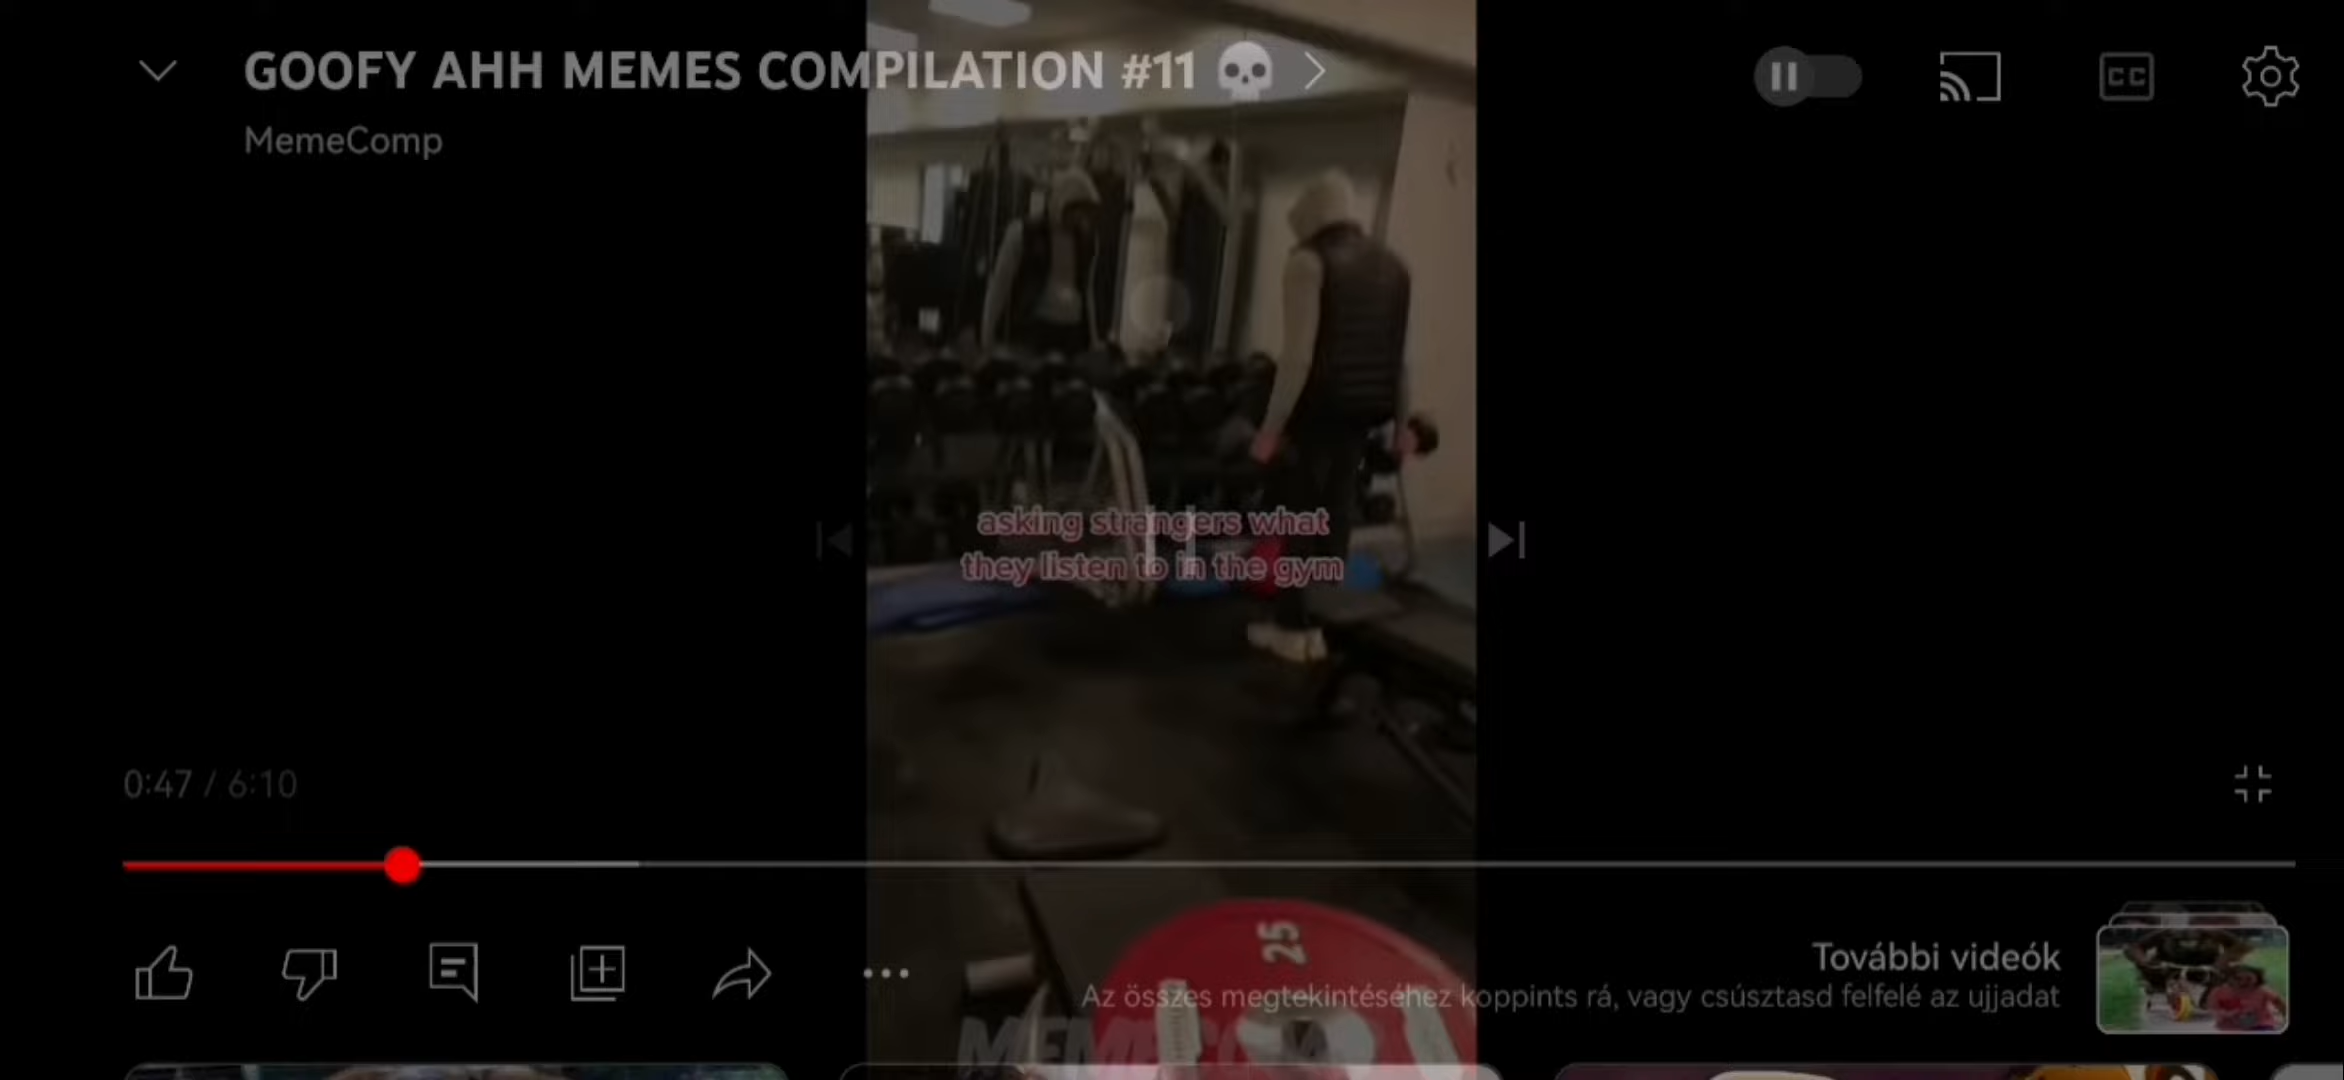 GOOFY AHH MEMES COMPILATION #11 💀
MemeComp
CC
asking strangers what
they listen to in the gym
0:47 / 6:10
25
További videók
Az összes megtekintéséhez koppints rá, vagy csúsztasd felfelé az ujjadat